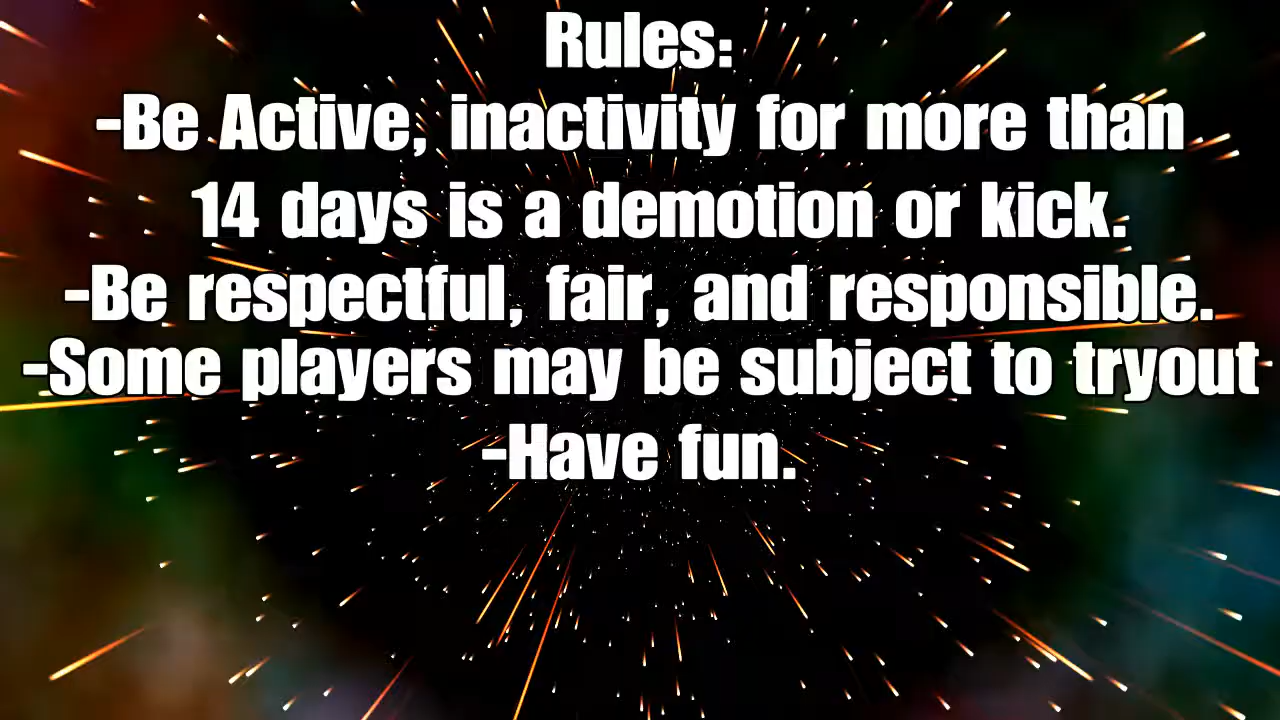 Rules:
-Be Active, inactivity for more than
14 days is a demotion or kick.
-Be respectful, fair, and responsible.
-Some players may be subject to tryout
-Have fun.